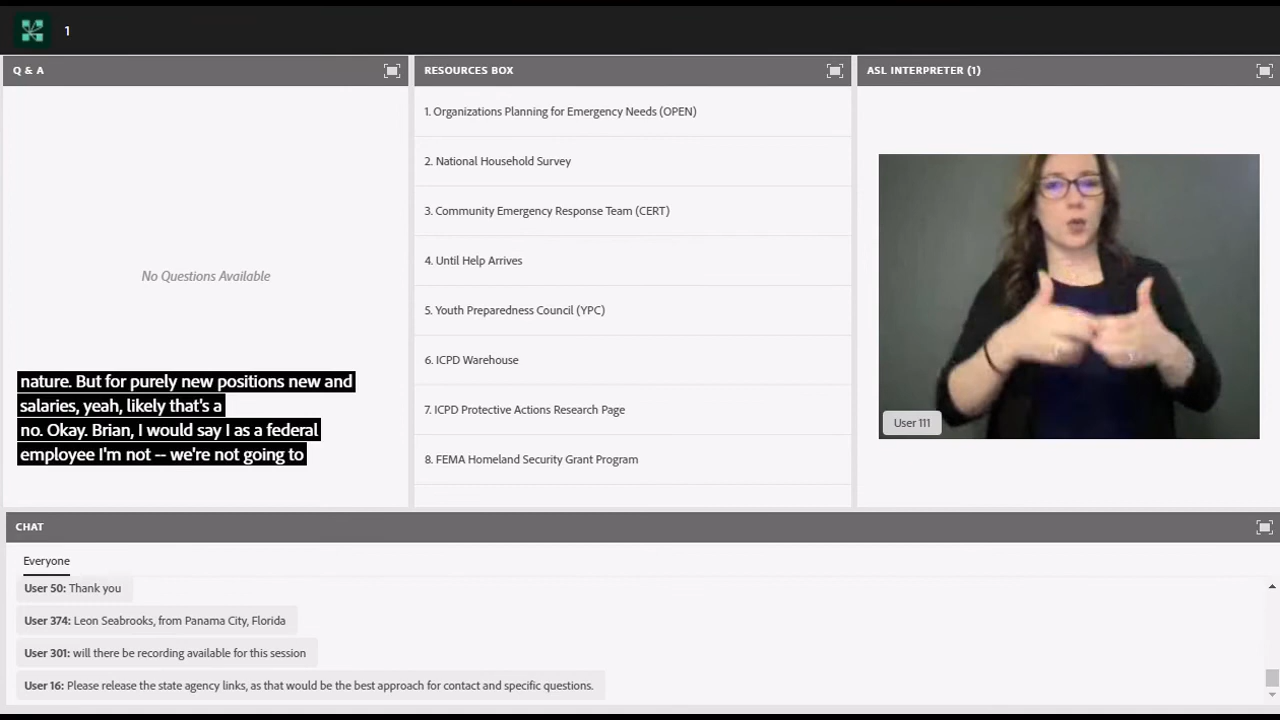 1
Q & A
No Questions Available
nature. But for purely new positions new and
salaries, yeah, likely that's a
no. Okay. Brian, I would say I as a federal
employee I'm not -- we're not going to
RESOURCES BOX
1. Organizations Planning for Emergency Needs (OPEN)
2. National Household Survey
3. Community Emergency Response Team (CERT)
4. Until Help Arrives
5. Youth Preparedness Council (YPC)
6. ICPD Warehouse
7. ICPD Protective Actions Research Page
8. FEMA Homeland Security Grant Program
ASL INTERPRETER (1)
User 111
CHAT
Everyone
User 50: Thank you
User 374: Leon Seabrooks, from Panama City, Florida
User 301: will there be recording available for this session
User 16: Please release the state agency links, as that would be the best approach for contact and specific questions.